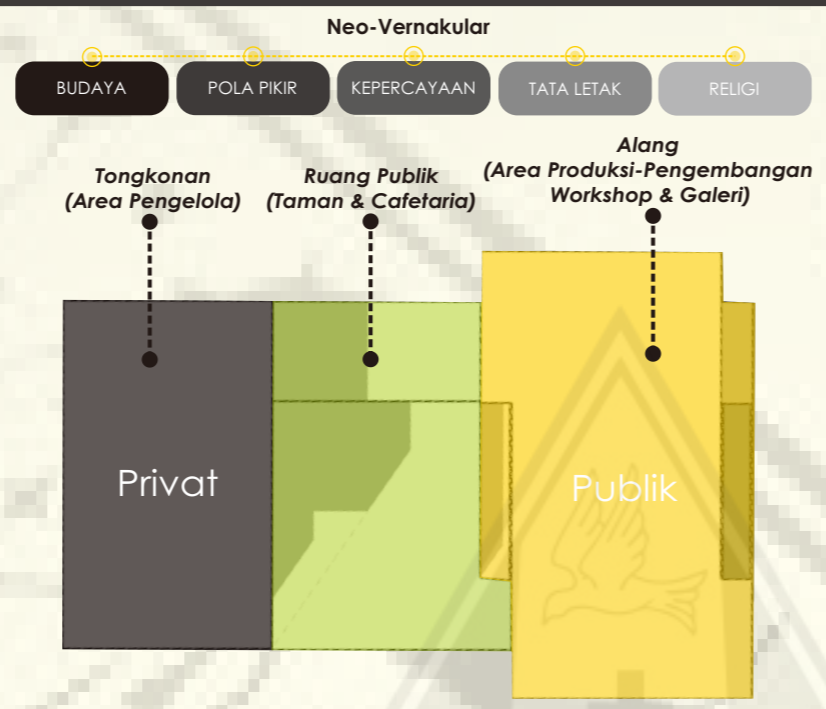 Neo-Vernakular
BUDAYA
POLA PIKIR
KEPERCAYAAN
TATA LETAK
RELIGI
Tongkonan
(Area Pengelola)
Ruang Publik
(Taman & Cafetaria)
Alang
(Area Produksi-Pengembangan
Workshop & Galeri)
Privat
Publik